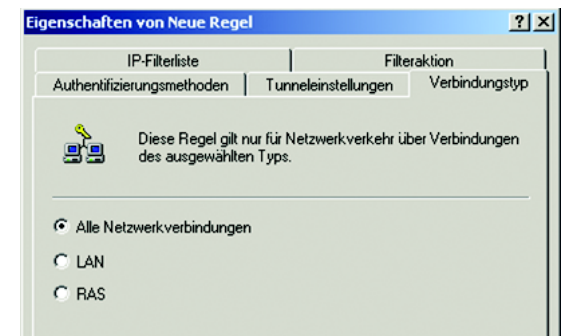 Eigenschaften von Neue Regel
IP-Filterliste Filteraktion
Authentifizierungsmethoden Tunneleinstellungen Verbindungstyp
Diese Regel gilt nur für Netzwerkverkehr über Verbindungen
des ausgewählten Typs.
Alle Netzwerkverbindungen
LAN
RAS